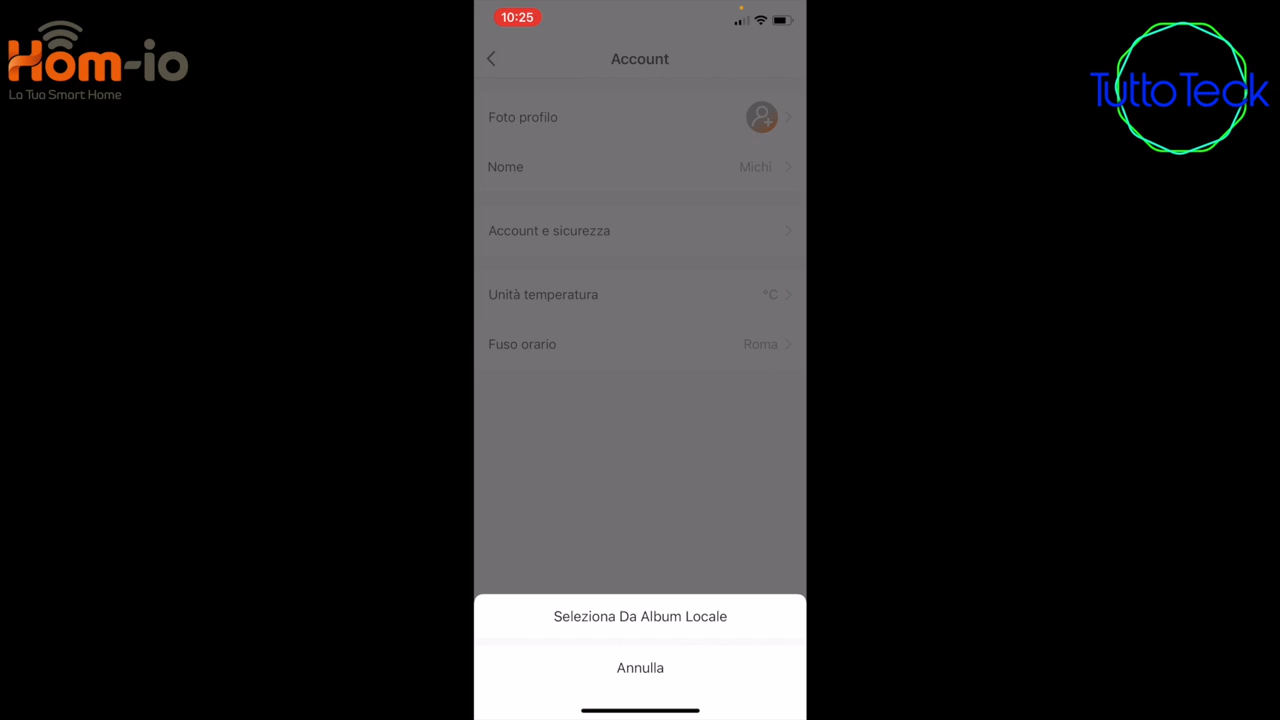 Hom-io
La Tua Smart Home
TuttoTeck
10:25
Account
Foto profilo
Nome Michi
Account e sicurezza
Unità temperatura °C
Fuso orario Roma
Seleziona Da Album Locale
Annulla